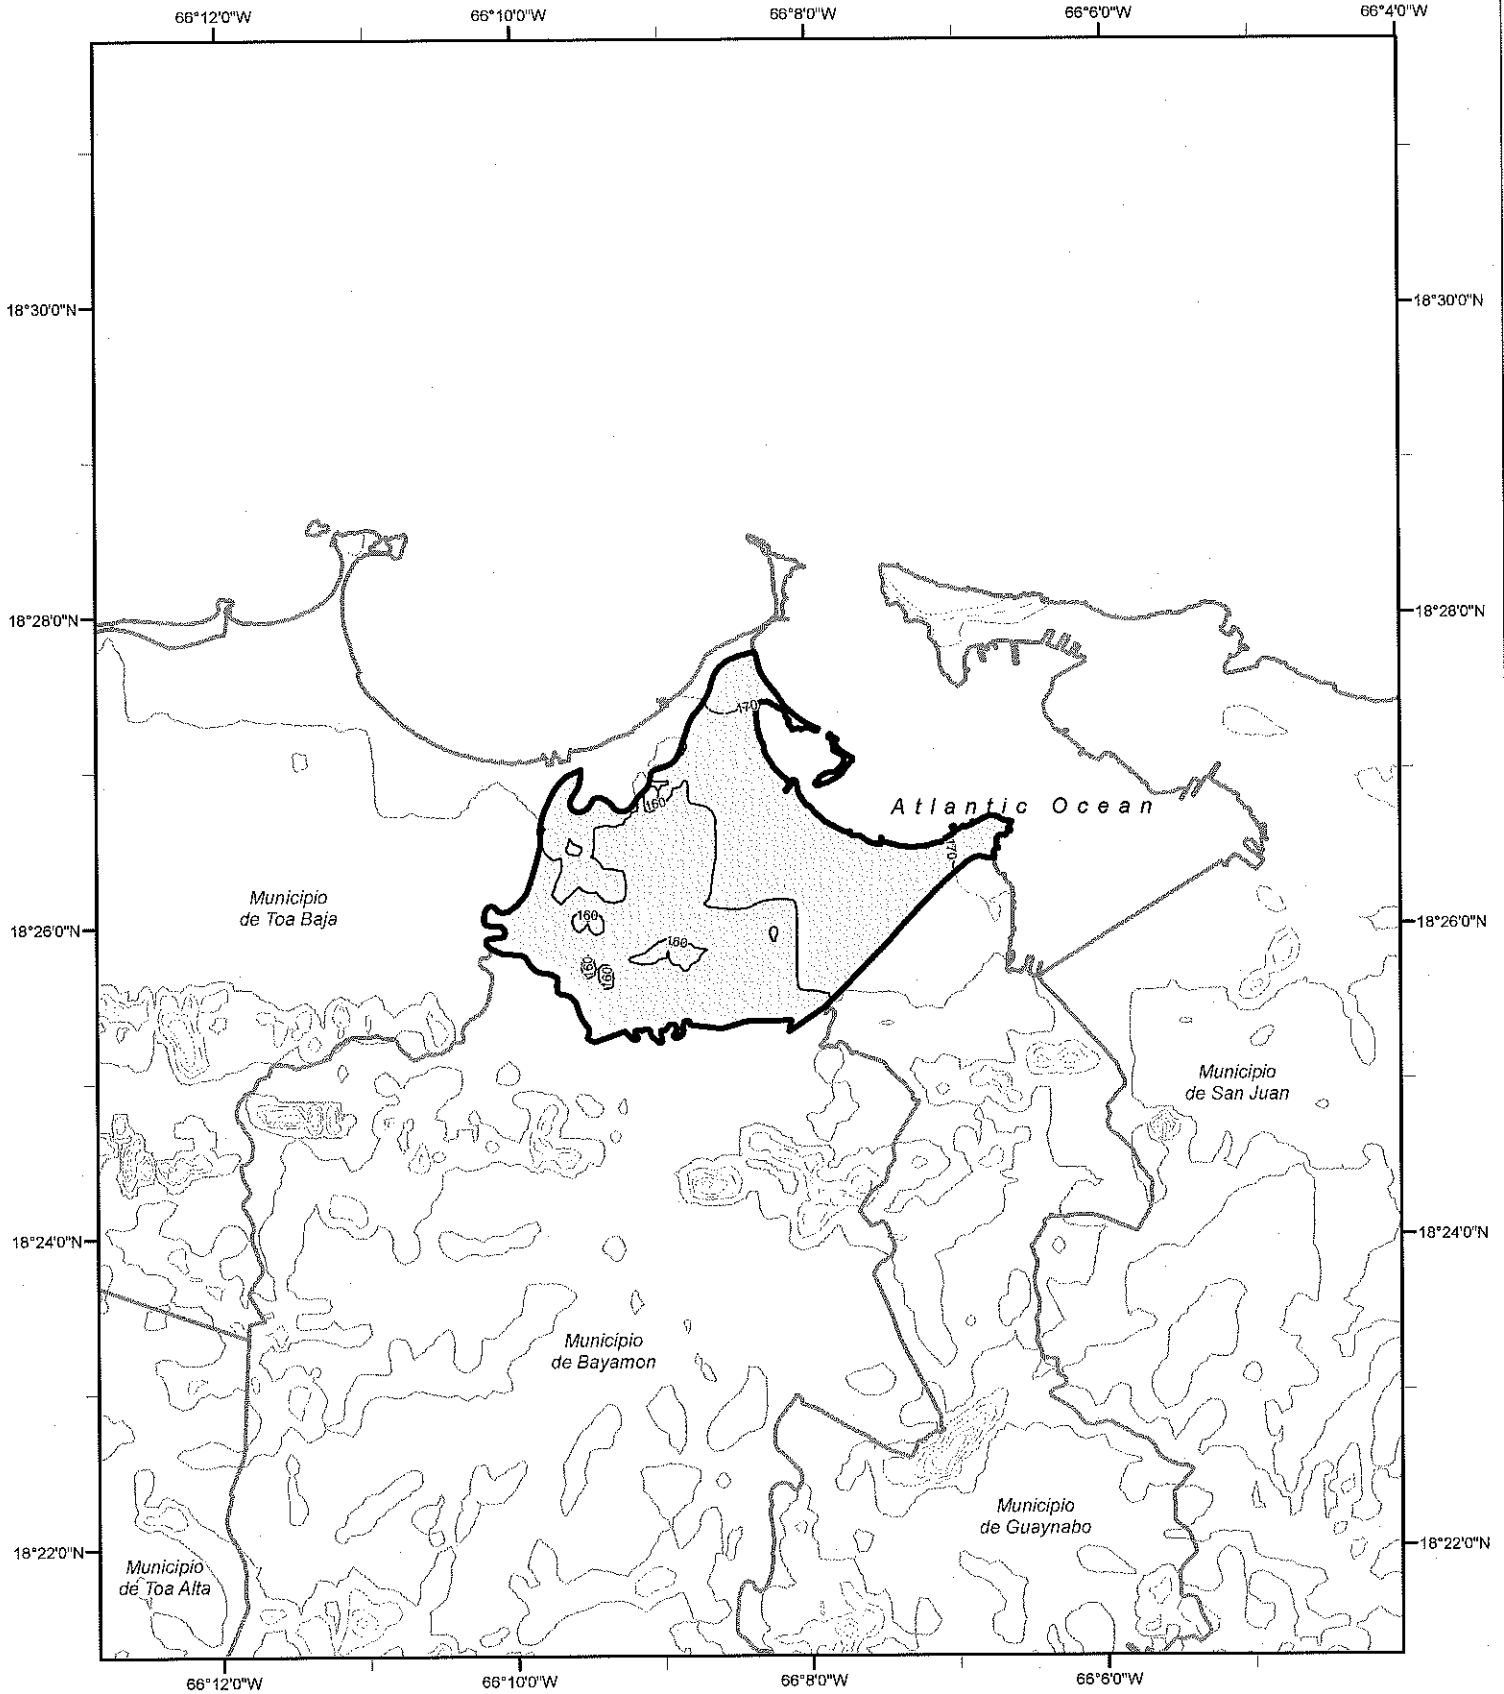 66°12'0"W
66°10'0"W
66°8'0"W
66°6'0"W
66°4'0"W
18°30'0"N
18°30'0"N
18°28'0"N
18°28'0"N
170
160
Atlantic Ocean
170
Municipio
de Toa Baja
160
18°26'0"N
18°26'0"N
160
160
160
Municipio
de San Juan
18°24'0"N
18°24'0"N
Municipio
de Bayamon
Municipio
de Guaynabo
18°22'0"N
18°22'0"N
Municipio
de Toa Alta
66°12'0"W
66°10'0"W
66°8'0"W
66°6'0"W